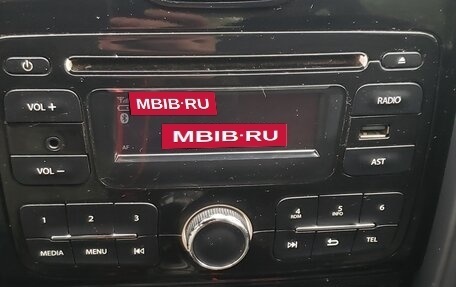 MBIB·RU
VOL +
RADIO
MBIB·RU
AF
VOL –
AST
1 2 3
4 RDM
5 INFO
6
MEDIA MENU
TEL